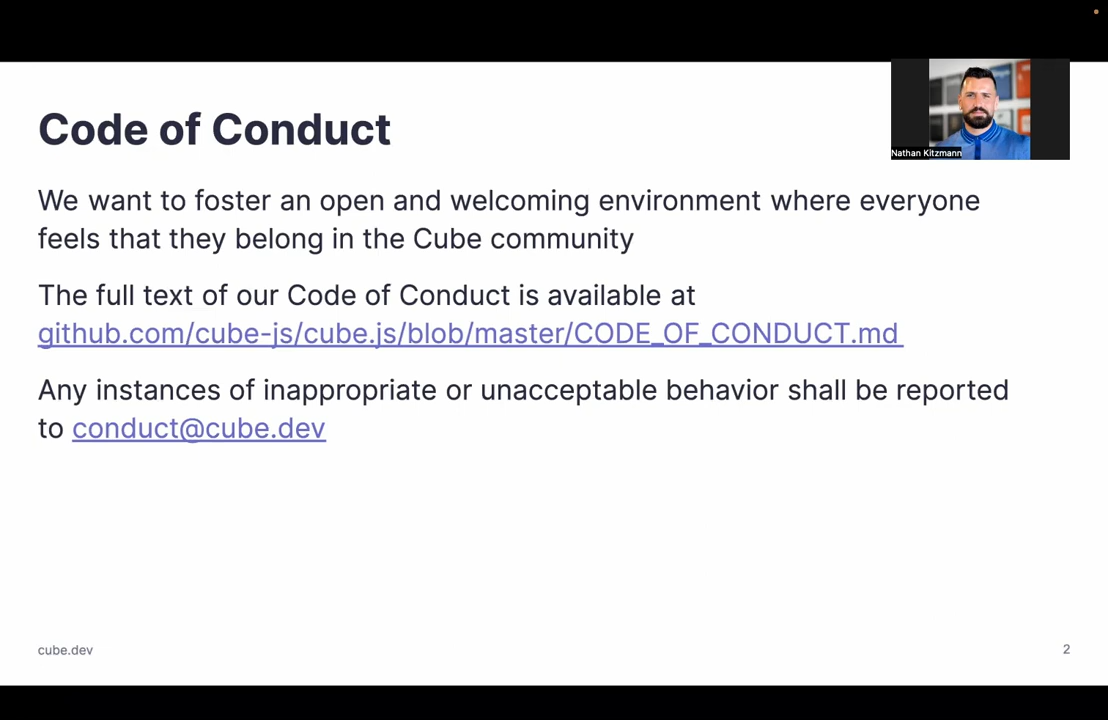 Code of Conduct
Nathan Kitzmann
We want to foster an open and welcoming environment where everyone
feels that they belong in the Cube community
The full text of our Code of Conduct is available at
github.com/cube-js/cube.js/blob/master/CODE_OF_CONDUCT.md
Any instances of inappropriate or unacceptable behavior shall be reported
to conduct@cube.dev
cube.dev
2